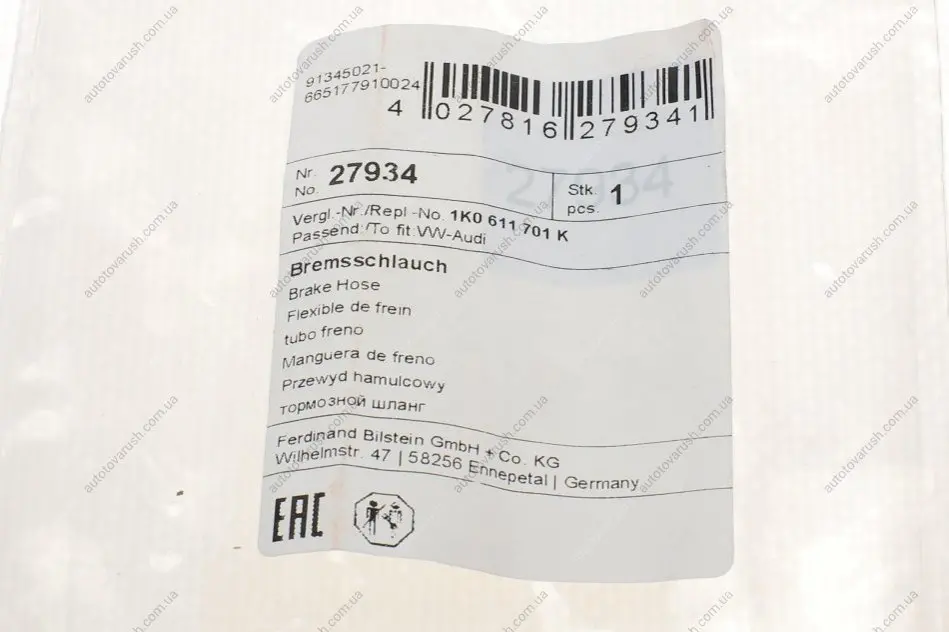 91345021-
665177910024
4 027816 279341
Nr.
No. 27934
Stk.
pcs. 1
Vergl.-Nr./Repl.-No. 1K0 611 701 K
Passend:/To fit:VW-Audi
Bremsschlauch
Brake Hose
Flexible de frein
tubo freno
Manguera de freno
Przewyd hamulcowy
тормозной шланг
Ferdinand Bilstein GmbH + Co. KG
Wilhelmstr. 47 | 58256 Ennepetal | Germany
EAC
27934
autotovarush.com.ua